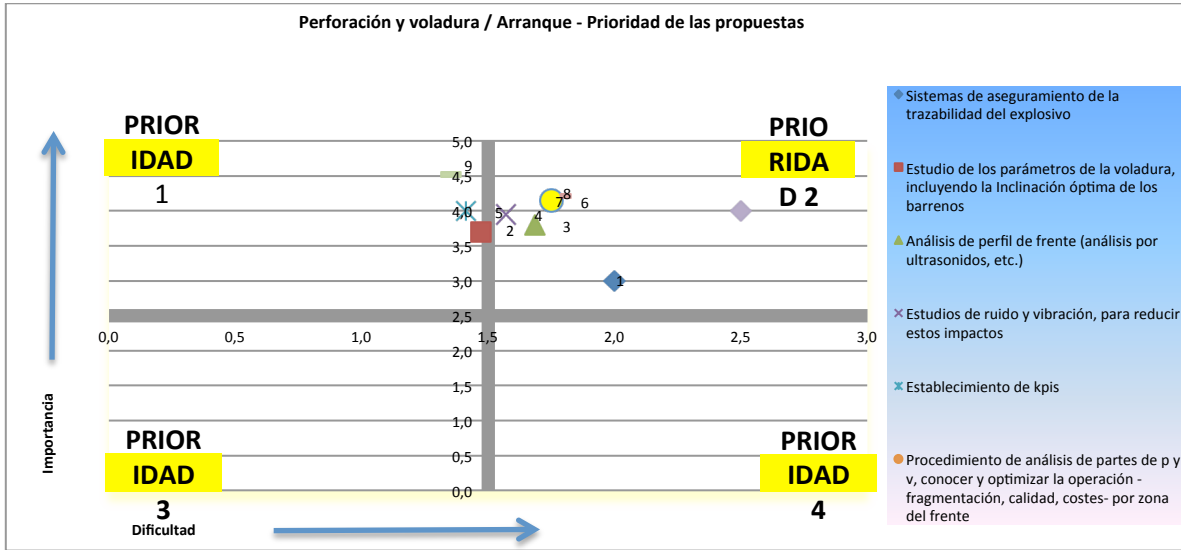 Perforación y voladura / Arranque - Prioridad de las propuestas
PRIOR
IDAD
1
PRIO
RIDA
D 2
5,0
4,5
4,0
3,5
3,0
2,5
2,0
1,5
1,0
0,5
0,0
0,0
0,5
1,0
1,5
2,0
2,5
3,0
9
8
7
6
5
4
2
3
1
PRIOR
IDAD
3
PRIOR
IDAD
4
Importancia
Dificultad
Sistemas de aseguramiento de la
trazabilidad del explosivo
Estudio de los parámetros de la voladura,
incluyendo la Inclinación óptima de los
barrenos
Análisis de perfil de frente (análisis por
ultrasonidos, etc.)
Estudios de ruido y vibración, para reducir
estos impactos
Establecimiento de kpis
Procedimiento de análisis de partes de p y
v, conocer y optimizar la operación -
fragmentación, calidad, costes- por zona
del frente